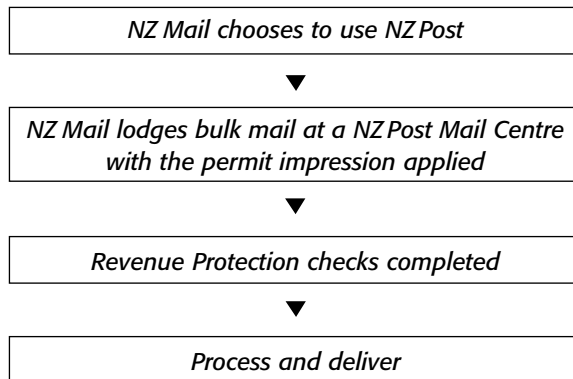 NZ Mail chooses to use NZ Post
NZ Mail lodges bulk mail at a NZ Post Mail Centre
with the permit impression applied
Revenue Protection checks completed
Process and deliver